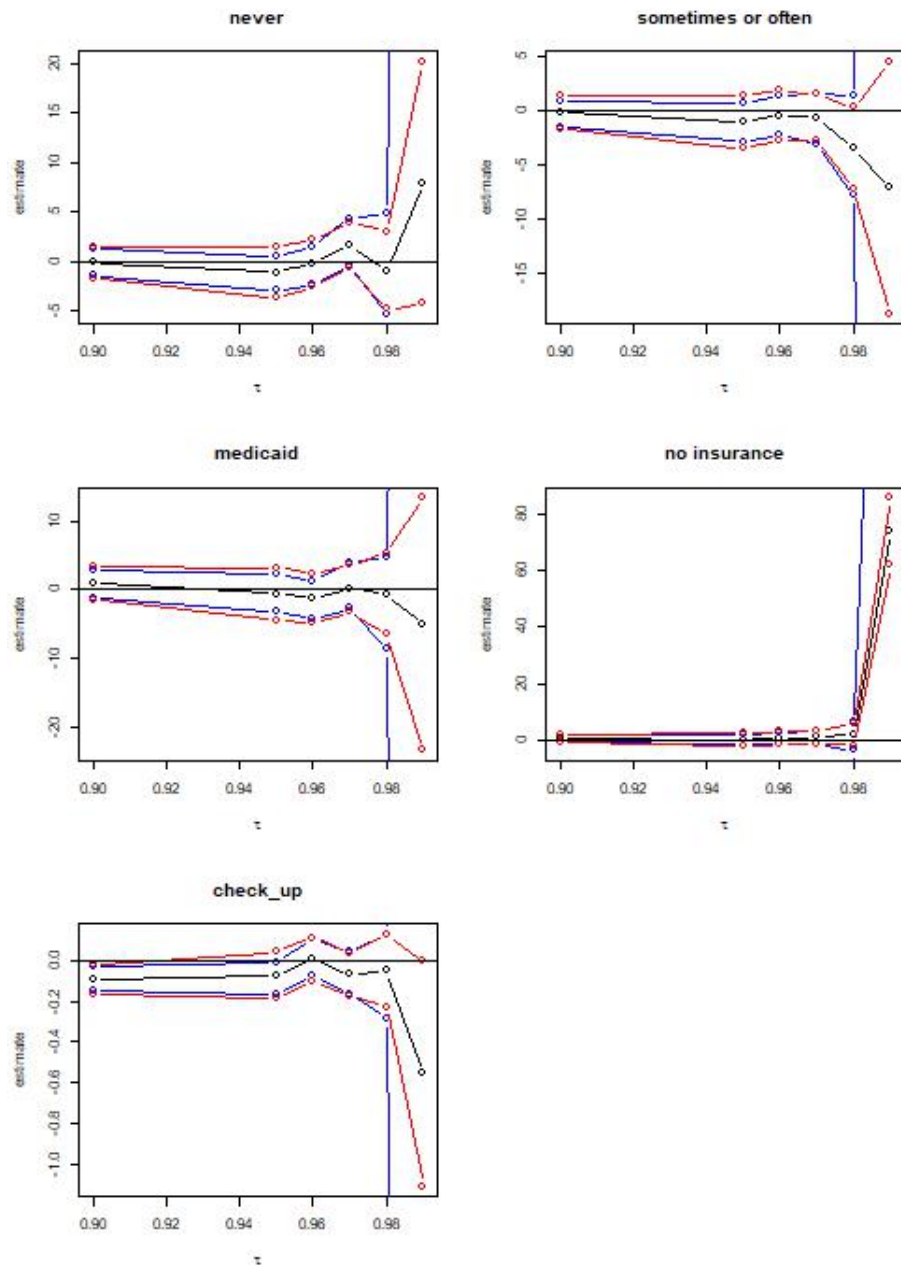 never
20
15
10
5
0
-5
estimate
0.90 0.92 0.94 0.96 0.98
τ
sometimes or often
5
0
-5
-10
-15
estimate
0.90 0.92 0.94 0.96 0.98
τ
medicaid
10
0
-10
-20
estimate
0.90 0.92 0.94 0.96 0.98
τ
no insurance
80
60
40
20
0
estimate
0.90 0.92 0.94 0.96 0.98
τ
check_up
0.0
-0.2
-0.4
-0.6
-0.8
-1.0
estimate
0.90 0.92 0.94 0.96 0.98
τ